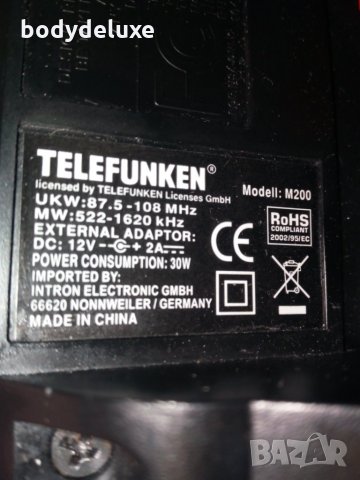 bodydeluxe
TELEFUNKEN®
licensed by TELEFUNKEN Licenses GmbH
Modell: M200
UKW: 87.5 - 108 MHz
MW: 522-1620 kHz
EXTERNAL ADAPTOR:
DC: 12V - + 2A
POWER CONSUMPTION: 30W
IMPORTED BY:
INTRON ELECTRONIC GMBH
66620 NONNWEILER / GERMANY
MADE IN CHINA
CE
RoHS
COMPLIANT
2002/95/EC
BAZAR